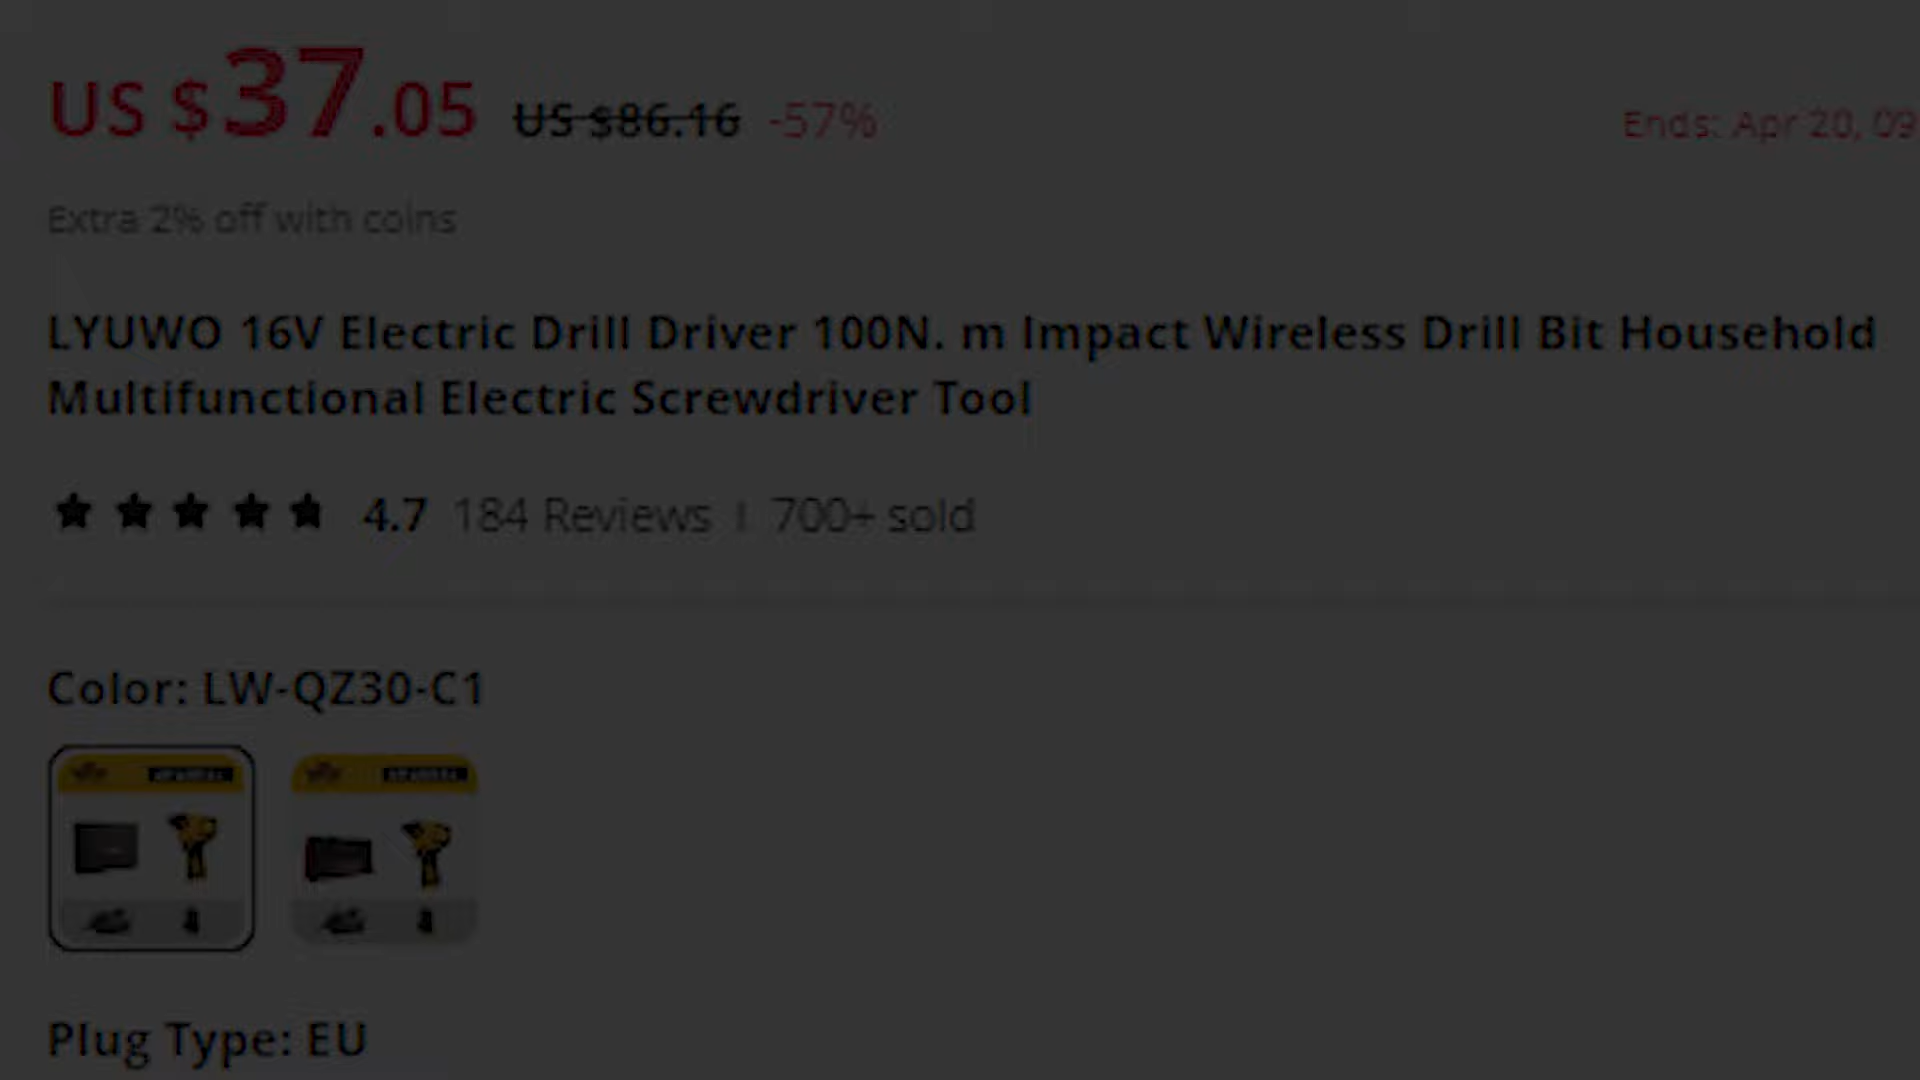 US $37.05 US $86.16 -57% Ends: Apr 20, 09
Extra 2% off with coins
LYUWO 16V Electric Drill Driver 100N. m Impact Wireless Drill Bit Household
Multifunctional Electric Screwdriver Tool
4.7 184 Reviews | 700+ sold
Color: LW-QZ30-C1
Plug Type: EU